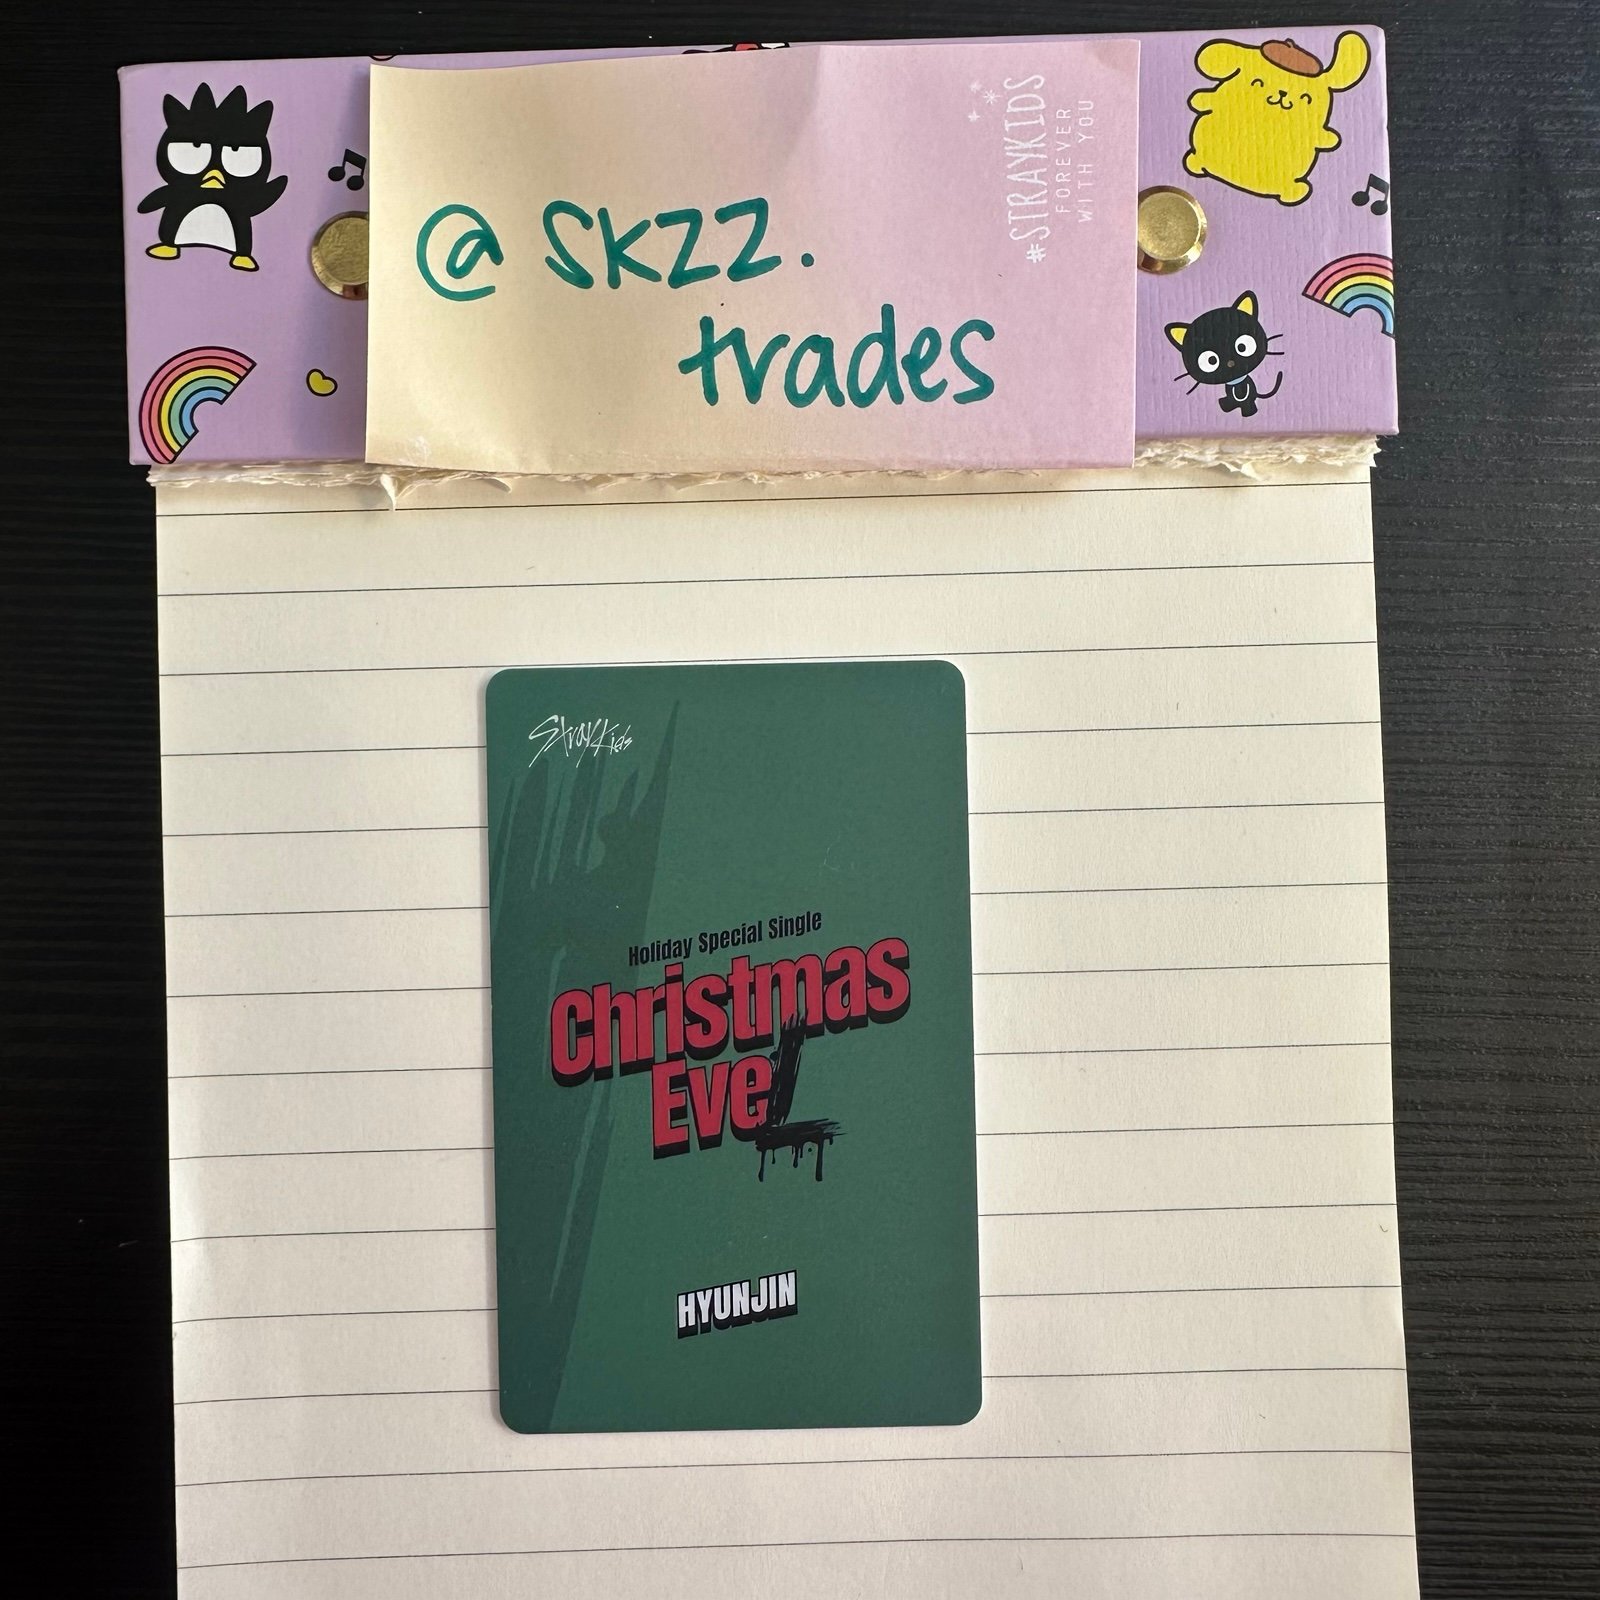 @ skzz.
trades
#STRAYKIDS
FOREVER
WITH YOU
Stray Kids
Holiday Special Single
Christmas
EveL
HYUNJIN